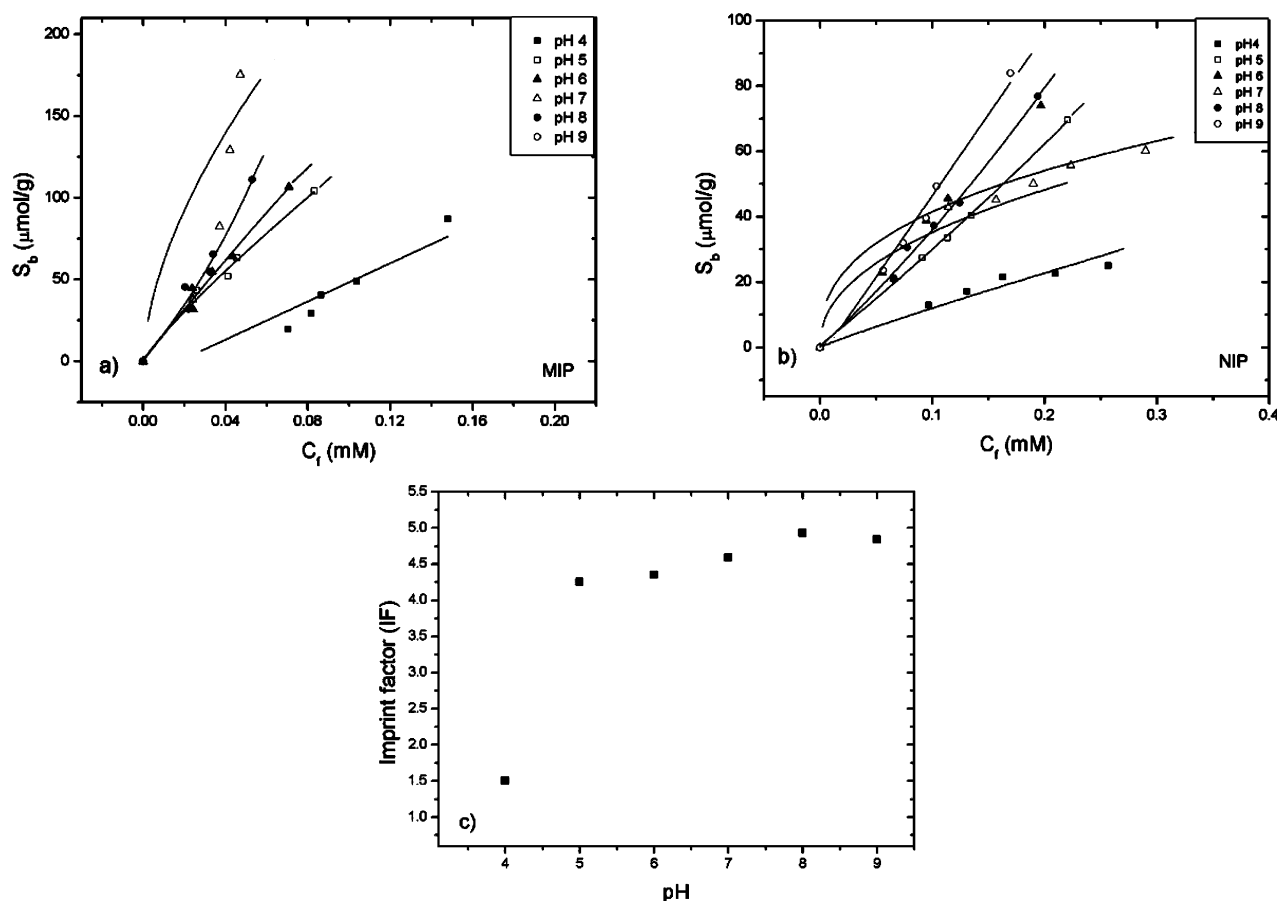 200
150
100
50
0
S_b (μmol/g)
0.00 0.04 0.08 0.12 0.16 0.20
C_f (mM)
a)
MIP
pH 4
pH 5
pH 6
pH 7
pH 8
pH 9
100
80
60
40
20
0
S_b (μmol/g)
0.0 0.1 0.2 0.3 0.4
C_f (mM)
b)
NIP
pH4
pH 5
pH 6
pH 7
pH 8
pH 9
5.5
5.0
4.5
4.0
3.5
3.0
2.5
2.0
1.5
1.0
Imprint factor (IF)
c)
4 5 6 7 8 9
pH